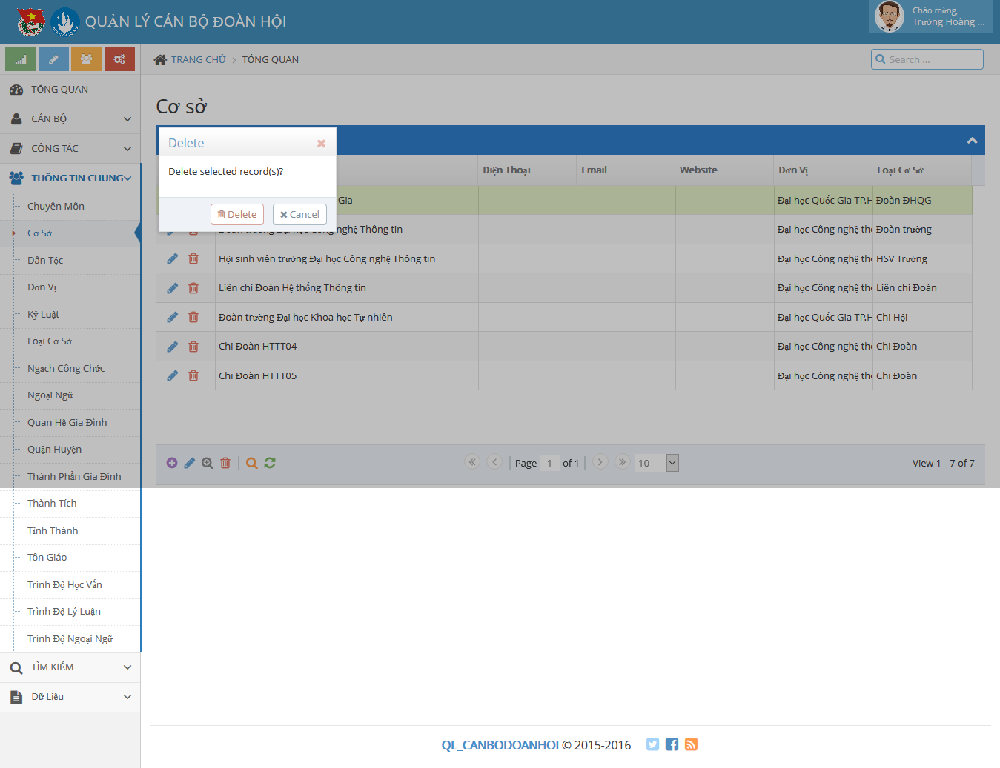 QUẢN LÝ CÁN BỘ ĐOÀN HỘI
Chào mừng,
Trường Hoàng ...
TRANG CHỦ > TỔNG QUAN
Search ...
TỔNG QUAN
CÁN BỘ
CÔNG TÁC
THÔNG TIN CHUNG
Chuyên Môn
Cơ Sở
Dân Tộc
Đơn Vị
Kỷ Luật
Loại Cơ Sở
Ngạch Công Chức
Ngoại Ngữ
Quan Hệ Gia Đình
Quận Huyện
Thành Phần Gia Đình
Thành Tích
Tỉnh Thành
Tôn Giáo
Trình Độ Học Vấn
Trình Độ Lý Luận
Trình Độ Ngoại Ngữ
TÌM KIẾM
Dữ Liệu
Cơ sở
Delete
Delete selected record(s)?
Delete Cancel
Điện Thoại Email Website Đơn Vị Loại Cơ Sở
Gia Đại học Quốc Gia TP.H Đoàn ĐHQG
Đoàn trường Đại học Công nghệ Thông tin Đại học Công nghệ thô Đoàn trường
Hội sinh viên trường Đại học Công nghệ Thông tin Đại học Công nghệ thô HSV Trường
Liên chi Đoàn Hệ thống Thông tin Đại học Công nghệ thô Liên chi Đoàn
Đoàn trường Đại học Khoa học Tự nhiên Đại học Quốc Gia TP.H Chi Hội
Chi Đoàn HTTT04 Đại học Công nghệ thô Chi Đoàn
Chi Đoàn HTTT05 Đại học Công nghệ thô Chi Đoàn
Page 1 of 1 10 View 1 - 7 of 7
QL_CANBODOANHOI © 2015-2016